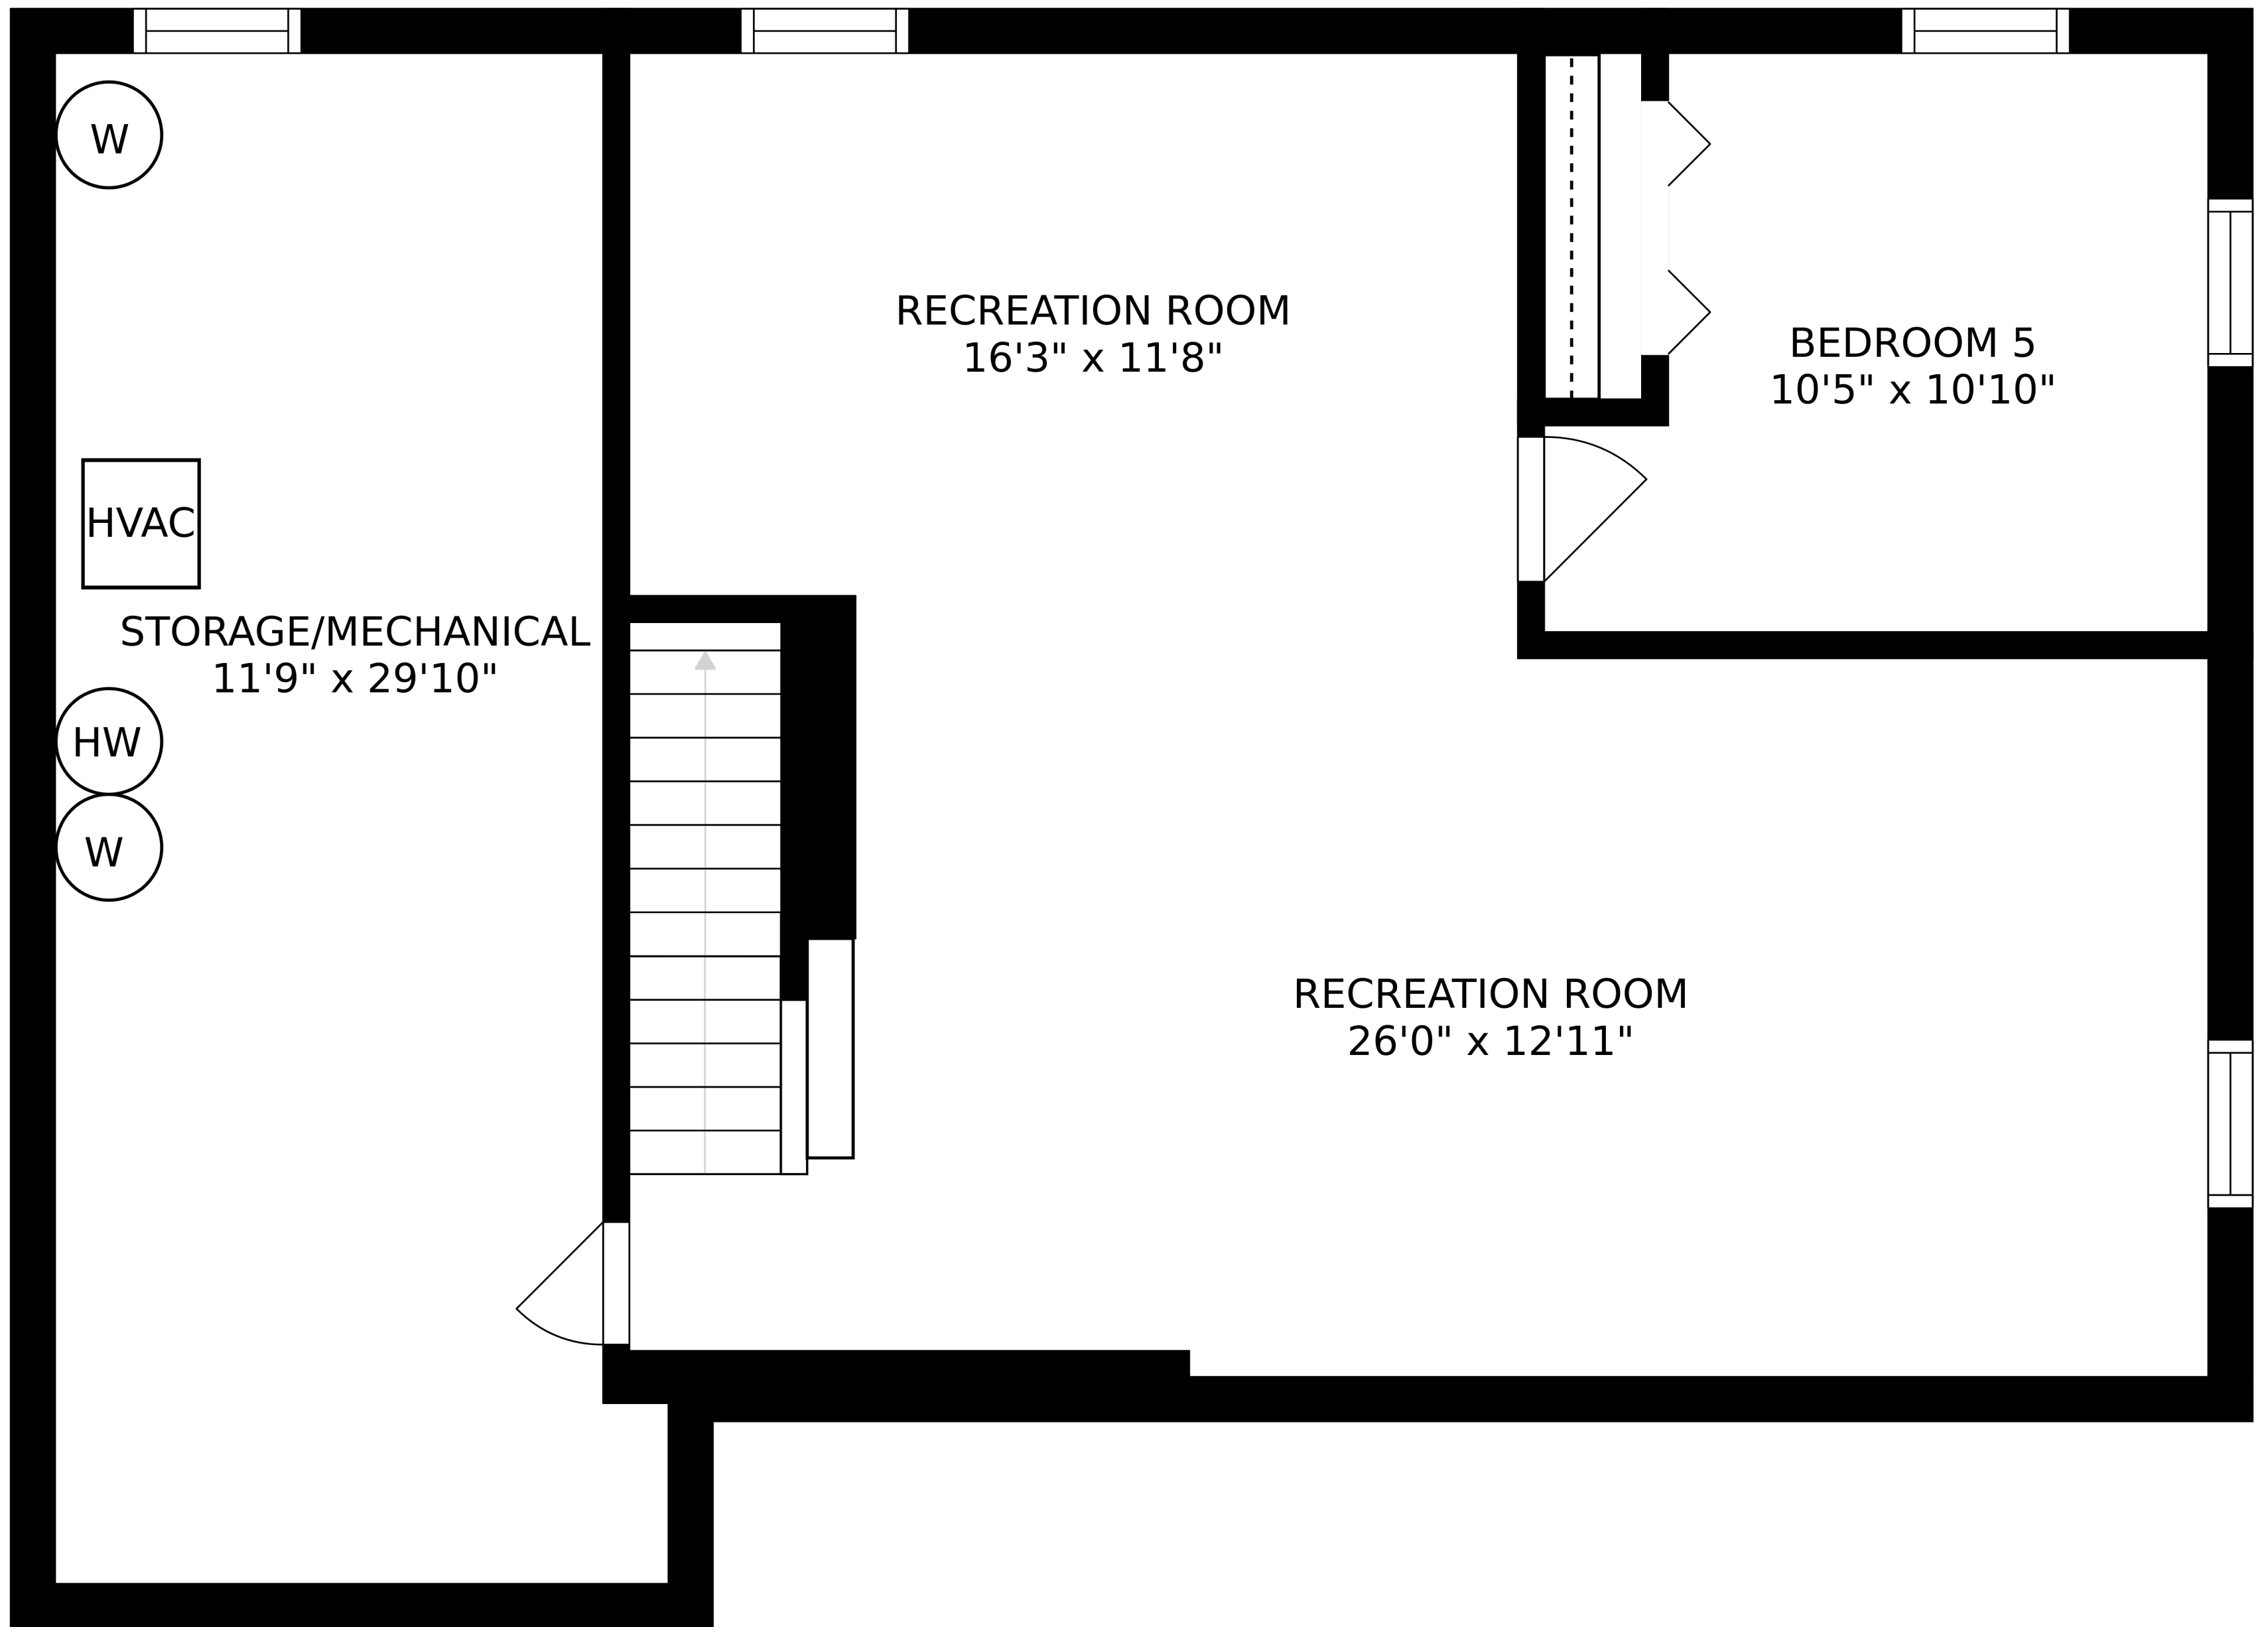 W
RECREATION ROOM
16'3" x 11'8"
BEDROOM 5
10'5" x 10'10"
HVAC
STORAGE/MECHANICAL
11'9" x 29'10"
HW
W
RECREATION ROOM
26'0" x 12'11"